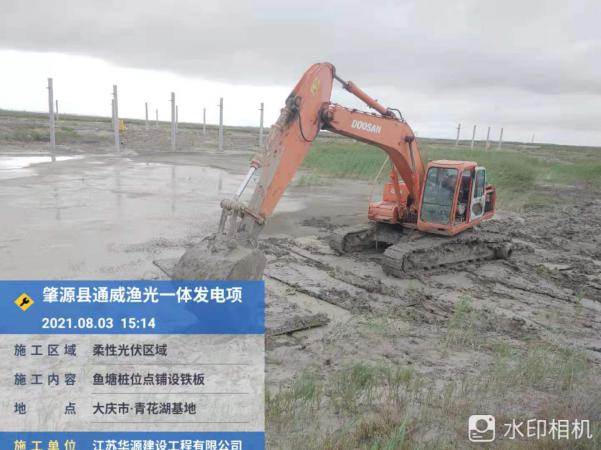 DOOSAN
肇源县通威渔光一体发电项
2021.08.03 15:14
施工区域 柔性光伏区域
施工内容 鱼塘桩位点铺设铁板
地点 大庆市·青花湖基地
施工单位 江苏华源建设工程有限公司
水印相机